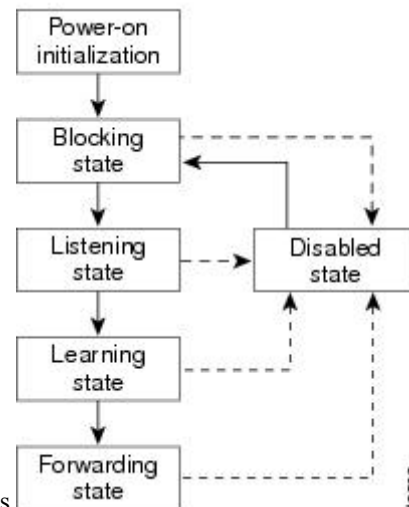 Power-on
initialization
Blocking
state
Listening
state
Disabled
state
Learning
state
Forwarding
state
s